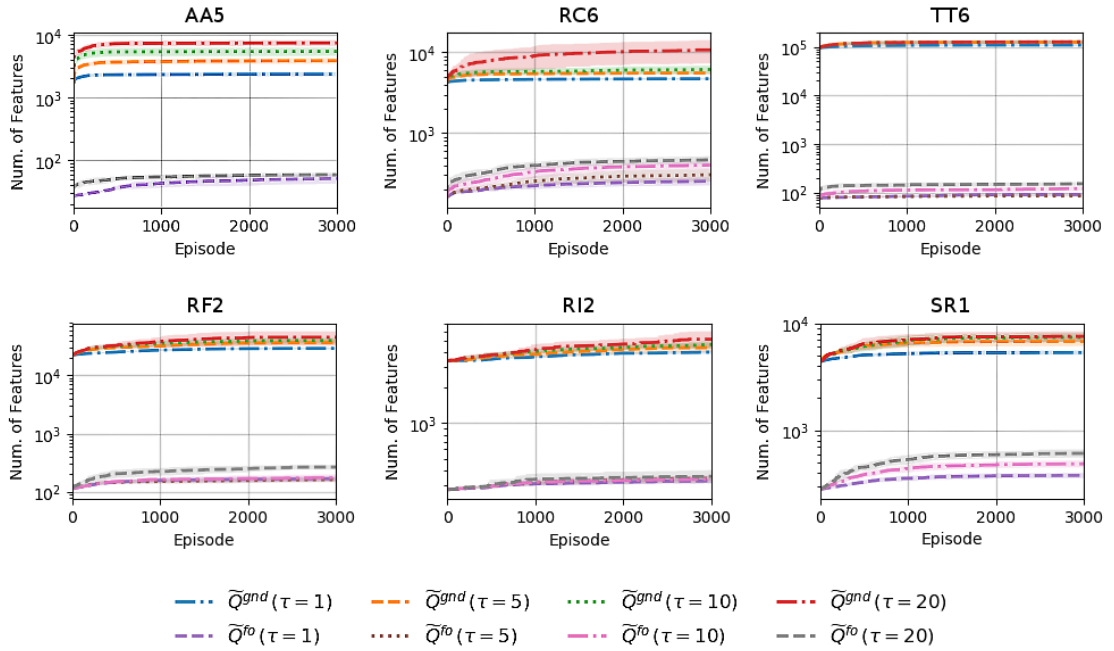 AA5 RC6 TT6
Num. of Features 10⁴ 10³ 10² 0 1000 2000 3000 Episode
Num. of Features 10⁴ 10³ 0 1000 2000 3000 Episode
Num. of Features 10⁵ 10⁴ 10³ 10² 0 1000 2000 3000 Episode
RF2 RI2 SR1
Num. of Features 10⁴ 10³ 10² 0 1000 2000 3000 Episode
Num. of Features 10³ 0 1000 2000 3000 Episode
Num. of Features 10⁴ 10³ 0 1000 2000 3000 Episode
Q̃ᵍⁿᵈ(τ = 1) Q̃ᵍⁿᵈ(τ = 5) Q̃ᵍⁿᵈ(τ = 10) Q̃ᵍⁿᵈ(τ = 20)
Q̃ᶠᵒ(τ = 1) Q̃ᶠᵒ(τ = 5) Q̃ᶠᵒ(τ = 10) Q̃ᶠᵒ(τ = 20)